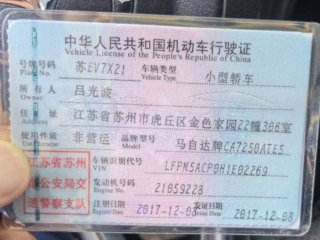 中华人民共和国机动车行驶证
Vehicle License of the People's Republic of China
号牌号码 苏EV7X21 车辆类型 小型轿车
Plate No. Vehicle Type
所有人 吕光波
Owner
住址 江苏省苏州市虎丘区金色家园22幢306室
Address
使用性质 非营运 品牌型号 马自达牌CA7250ATE5
Use Character Model
江苏省苏州 车辆识别代号 LFPM5ACP0H1E02269
VIN
市公安局交 发动机号码 21059228
Engine No.
通警察支队 注册日期 2017-12-08 发证日期 2017-12-08
Register Date Issue Date